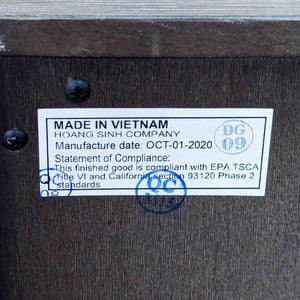 MADE IN VIETNAM
HOANG SINH COMPANY
Manufacture date: OCT-01-2020
DG
09
Statement of Compliance:
This finished good is compliant with EPA TSCA
Title VI and California section 93120 Phase 2
standards
QC
QC